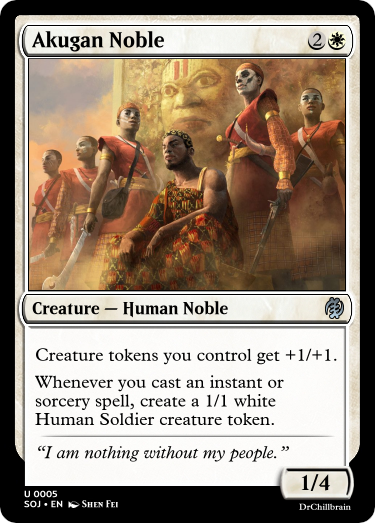 Akugan Noble 2
Creature — Human Noble
Creature tokens you control get +1/+1.
Whenever you cast an instant or
sorcery spell, create a 1/1 white
Human Soldier creature token.
“I am nothing without my people.”
1/4
U 0005
SOJ • EN Shen Fei
DrChillbrain